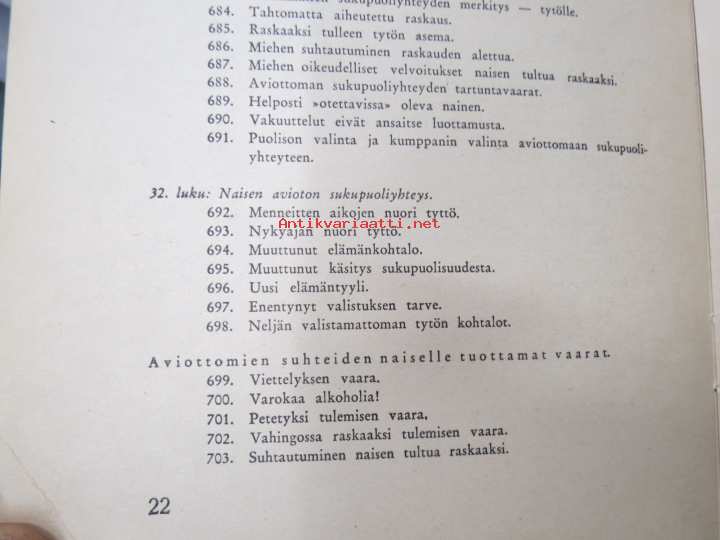 sukupuoliyhteyden merkitys — tytölle.
684. Tahtomatta aiheutettu raskaus.
685. Raskaaksi tulleen tytön asema.
686. Miehen suhtautuminen raskauden alettua.
687. Miehen oikeudelliset velvoitukset naisen tultua raskaaksi.
688. Aviottoman sukupuoliyhteyden tartuntavaarat.
689. Helposti »otettavissa» oleva nainen.
690. Vakuuttelut eivät ansaitse luottamusta.
691. Puolison valinta ja kumppanin valinta aviottomaan sukupuoli-
yhteyteen.
32. luku: Naisen avioton sukupuoliyhteys.
692. Menneitten aikojen nuori tyttö.
Antikvariaatti.net
693. Nykyajan nuori tyttö.
694. Muuttunut elämänkohtalo.
695. Muuttunut käsitys sukupuolisuudesta.
696. Uusi elämäntyyli.
697. Enentynyt valistuksen tarve.
698. Neljän valistamattoman tytön kohtalot.
Aviottomien suhteiden naiselle tuottamat vaarat.
699. Viettelyksen vaara.
700. Varokaa alkoholia!
701. Petetyksi tulemisen vaara.
702. Vahingossa raskaaksi tulemisen vaara.
703. Suhtautuminen naisen tultua raskaaksi.
22